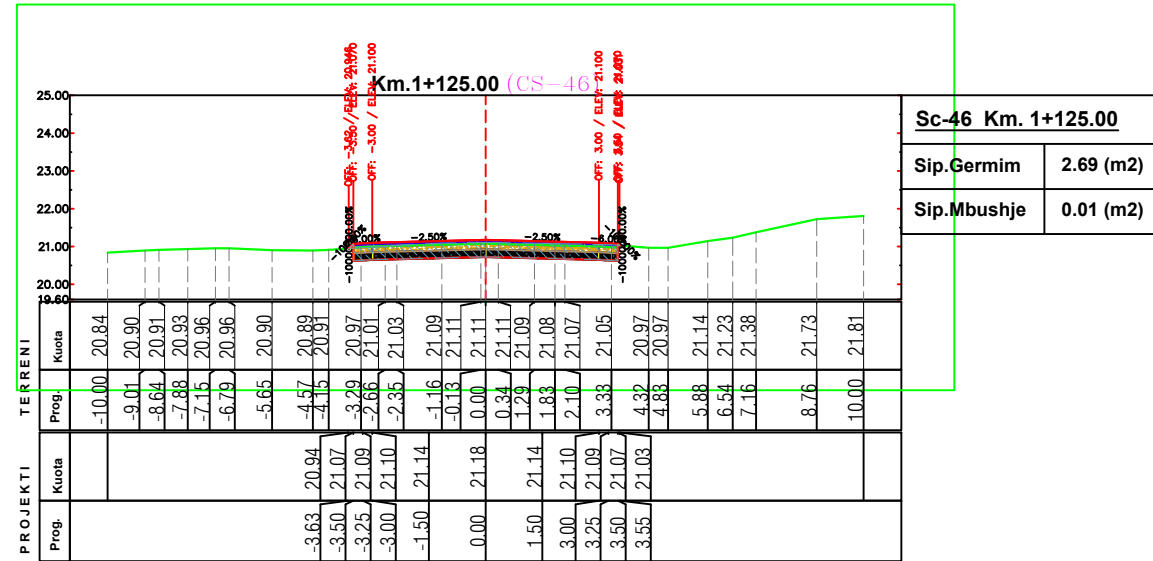 Km.1+125.00 (CS-46)
OFF: -3.00 / ELEV: 21.100
OFF: 3.00 / ELEV: 21.100
25.00
24.00
23.00
22.00
21.00
20.00
19.60
-2.50% -2.50%
Sc-46 Km. 1+125.00
Sip.Germim 2.69 (m2)
Sip.Mbushje 0.01 (m2)
TERRENI
Kuota 20.84 20.90 20.91 20.93 20.96 20.96 20.90 20.89 20.91 20.97 21.01 21.03 21.09 21.11 21.11 21.11 21.09 21.08 21.07 21.05 20.97 20.97 21.14 21.23 21.38 21.73 21.81
Prog. -10.00 -9.01 -8.64 -7.88 -7.15 -6.79 -5.65 -4.57 -4.15 -3.29 -2.66 -2.35 -1.16 -0.13 0.00 0.34 1.29 1.83 2.10 3.33 4.32 4.83 5.88 6.54 7.16 8.76 10.00
PROJEKTI
Kuota 20.94 21.07 21.09 21.10 21.14 21.18 21.14 21.10 21.09 21.07 21.03
Prog. -3.63 -3.50 -3.25 -3.00 -1.50 0.00 1.50 3.00 3.25 3.50 3.55